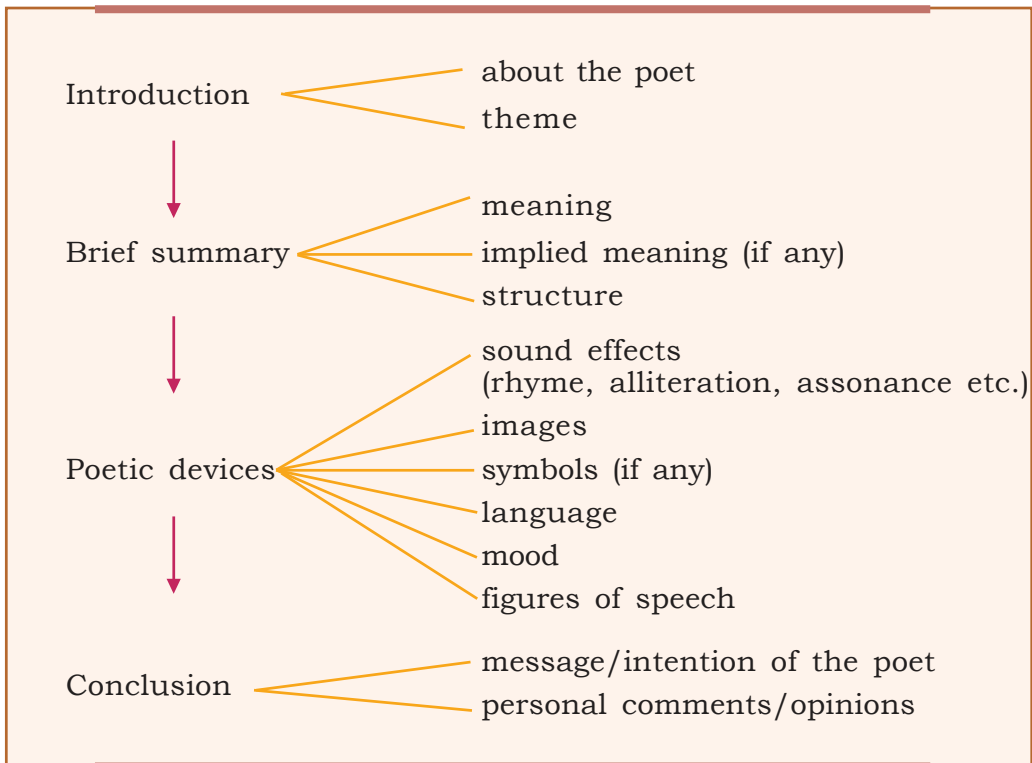 Introduction
about the poet
theme
Brief summary
meaning
implied meaning (if any)
structure
Poetic devices
sound effects
(rhyme, alliteration, assonance etc.)
images
symbols (if any)
language
mood
figures of speech
Conclusion
message/intention of the poet
personal comments/opinions